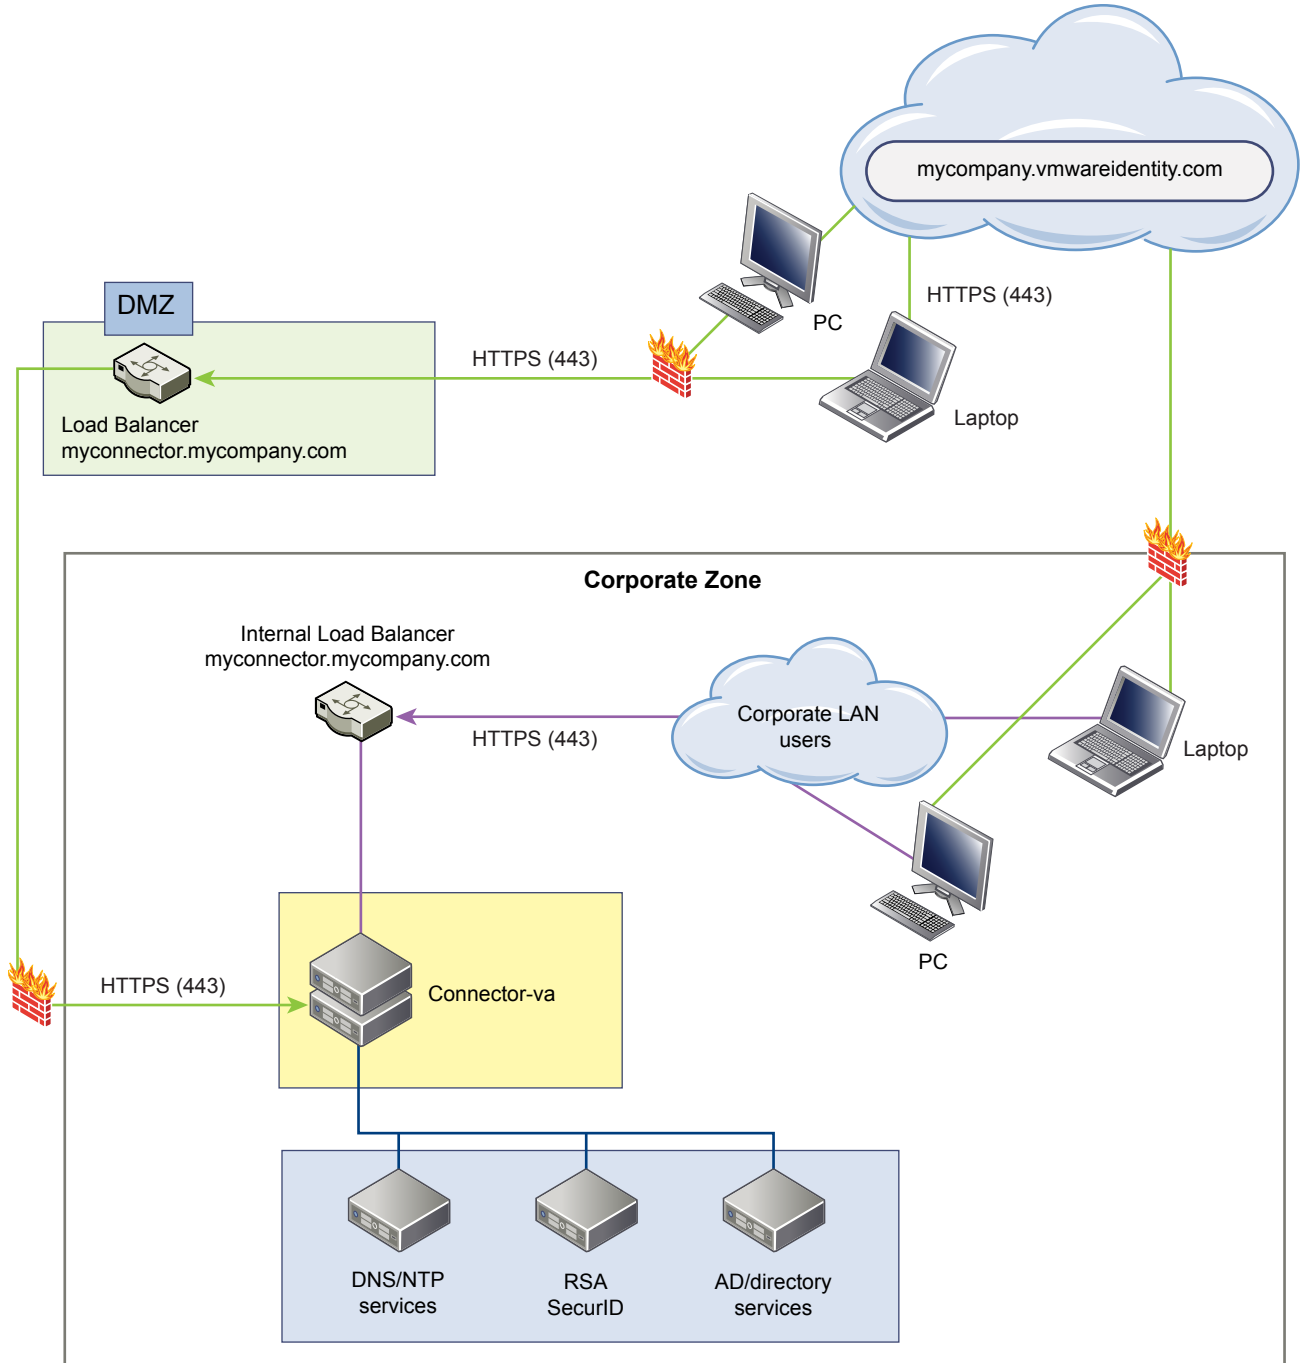 mycompany.vmwareidentity.com
HTTPS (443)
PC
DMZ
HTTPS (443)
Laptop
Load Balancer
myconnector.mycompany.com
Corporate Zone
Internal Load Balancer
myconnector.mycompany.com
Corporate LAN
users
HTTPS (443)
Laptop
PC
HTTPS (443)
Connector-va
DNS/NTP
services
RSA
SecurID
AD/directory
services